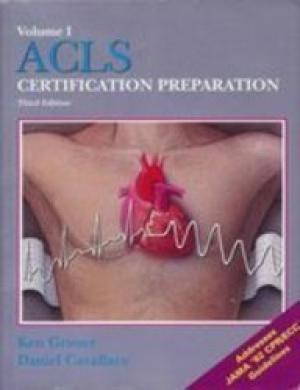 Volume I
ACLS
CERTIFICATION PREPARATION
Third Edition
Ken Grauer
Daniel Cavallaro
Addresses
JAMA '92 CPR/ECC
Guidelines